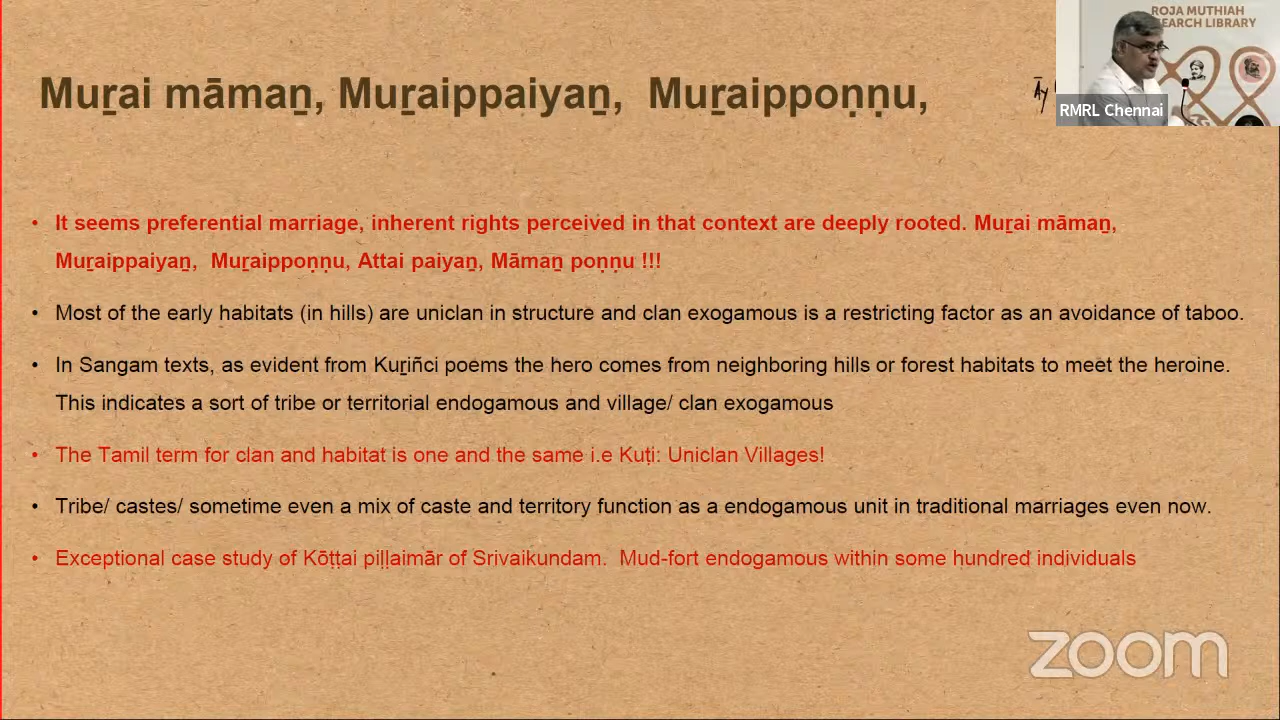 ROJA MUTHIAH
SEARCH LIBRARY
Muṟai māmaṉ, Muṟaippaiyaṉ, Muṟaippoṇṇu,
Āy
RMRL Chennai
• It seems preferential marriage, inherent rights perceived in that context are deeply rooted. Muṟai māmaṉ,
Muṟaippaiyaṉ, Muṟaippoṇṇu, Attai paiyaṉ, Māmaṉ poṇṇu !!!
• Most of the early habitats (in hills) are uniclan in structure and clan exogamous is a restricting factor as an avoidance of taboo.
• In Sangam texts, as evident from Kuṟiñci poems the hero comes from neighboring hills or forest habitats to meet the heroine.
This indicates a sort of tribe or territorial endogamous and village/ clan exogamous
• The Tamil term for clan and habitat is one and the same i.e Kuṭi: Uniclan Villages!
• Tribe/ castes/ sometime even a mix of caste and territory function as a endogamous unit in traditional marriages even now.
• Exceptional case study of Kōṭṭai piḷḷaimār of Srivaikundam. Mud-fort endogamous within some hundred individuals
zoom